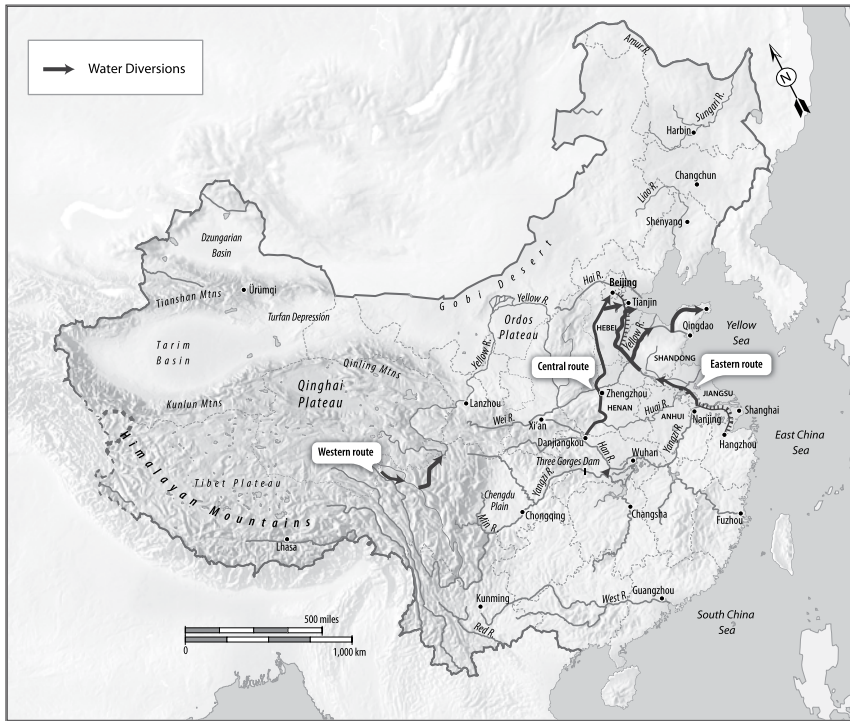 Water Diversions
N
Amur R.
Sungari R.
Harbin
Changchun
Liao R.
Shenyang
Dzungarian
Basin
Ürümqi
Tianshan Mtns
Turfan Depression
Gobi Desert
Hai R.
Beijing
Tianjin
Yellow R.
Ordos
Plateau
Yellow R.
HEBEI
Yellow R.
Qingdao
Yellow
Sea
SHANDONG
Tarim
Basin
Qinling Mtns
Qinghai
Plateau
Kunlun Mtns
Central route
Eastern route
Zhengzhou
JIANGSU
Lanzhou
HENAN
Huai R.
ANHUI
Nanjing
Shanghai
Wei R.
Xi'an
Danjiangkou
Han R.
Yangzi R.
Hangzhou
East China
Sea
Western route
Himalayan Mountains
Tibet Plateau
Three Gorges Dam
Wuhan
Yangzi R.
Chengdu
Plain
Min R.
Chongqing
Changsha
Fuzhou
Lhasa
Kunming
West R.
Guangzhou
Red R.
South China
Sea
500 miles
0
1,000 km